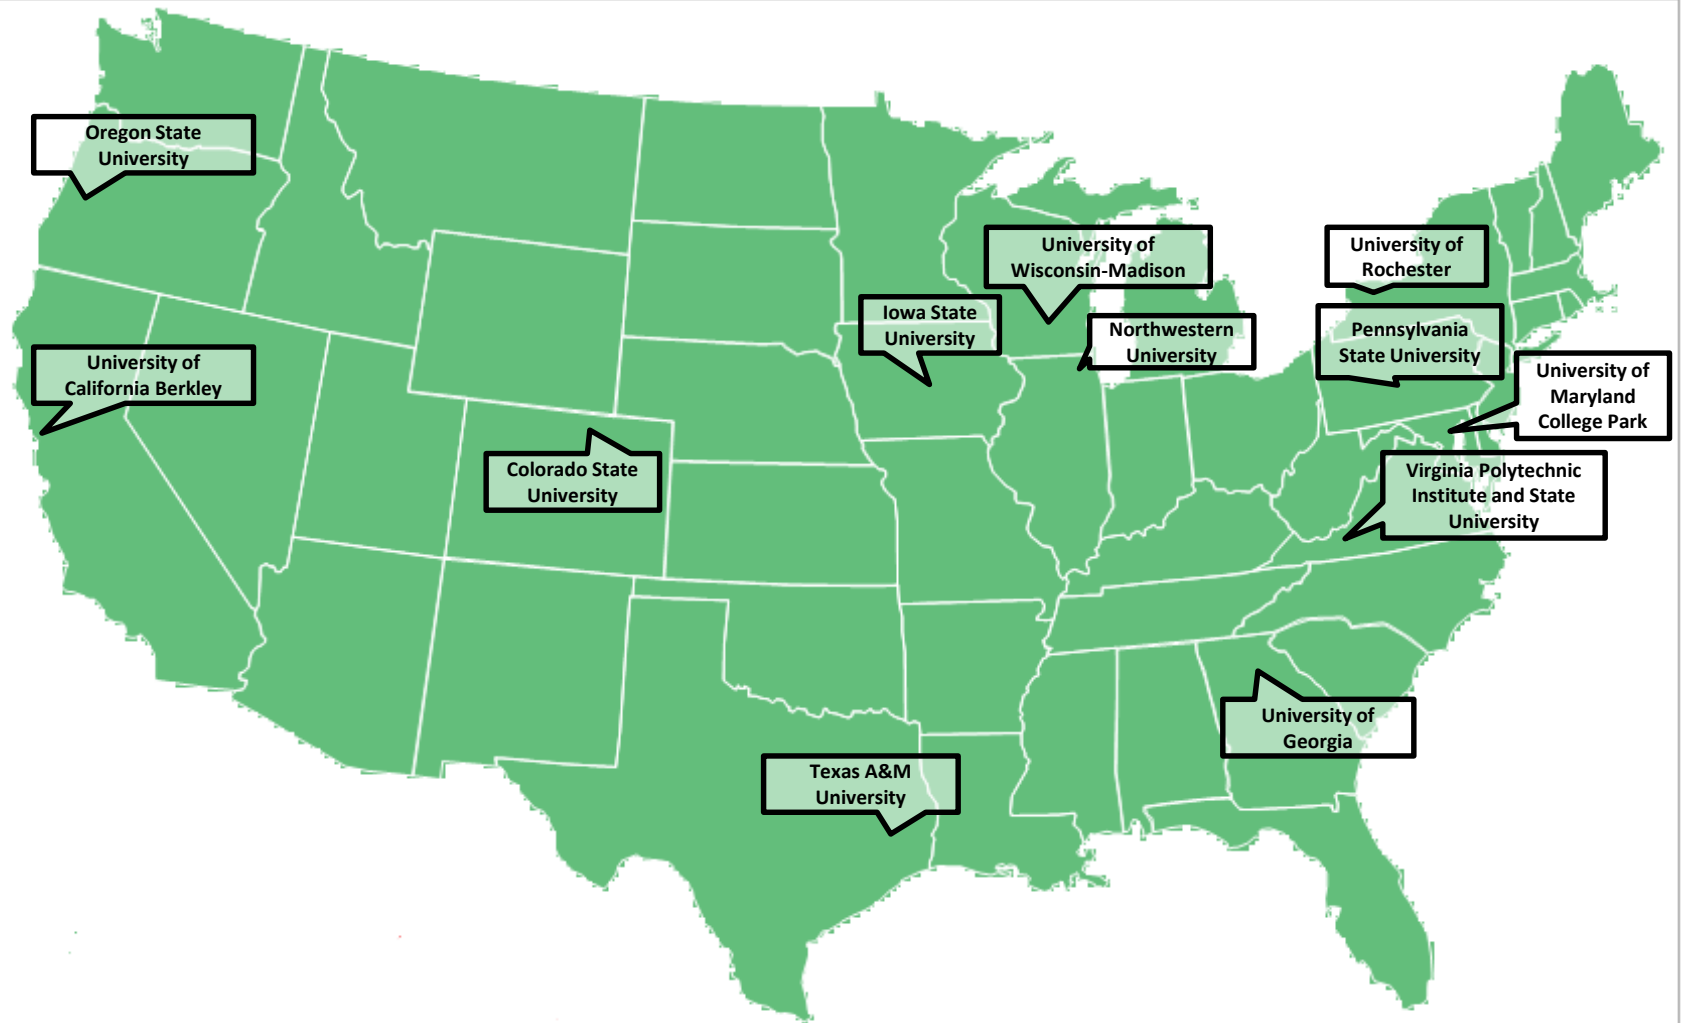 Oregon State
University
University of
Wisconsin-Madison
University of
Rochester
Iowa State
University
Northwestern
University
Pennsylvania
State University
University of
California Berkley
University of
Maryland
College Park
Colorado State
University
Virginia Polytechnic
Institute and State
University
University of
Georgia
Texas A&M
University